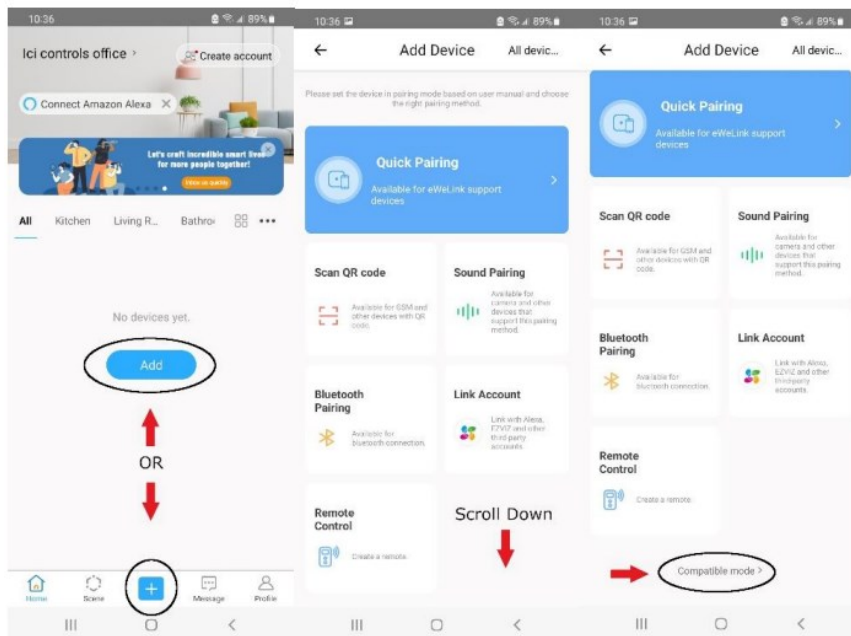 10:36
89%
Ici controls office >
Create account
Connect Amazon Alexa
Let's craft incredible smart lives
for more people together!
All
Kitchen
Living R...
Bathro
No devices yet.
Add
OR
Home
Scene
Message
Profile
10:36
89%
Add Device
All devic...
Please set the device in pairing mode based on user manual and choose
the right pairing method.
Quick Pairing
Available for eWeLink support
devices
Scan QR code
Available for GSM and
other devices with QR
code.
Sound Pairing
Available for
camera and other
devices that
support this pairing
method.
Bluetooth
Pairing
Available for
bluetooth connection.
Link Account
Link with Alexa,
EZVIZ and other
third party
accounts.
Remote
Control
Create a remote.
Scroll Down
10:36
89%
Add Device
All devic...
Quick Pairing
Available for eWeLink support
devices
Scan QR code
Available for GSM and
other devices with QR
code.
Sound Pairing
Available for
camera and other
devices that
support this pairing
method.
Bluetooth
Pairing
Available for
bluetooth connection.
Link Account
Link with Alexa,
EZVIZ and other
third-party
accounts.
Remote
Control
Create a remote.
Compatible mode >